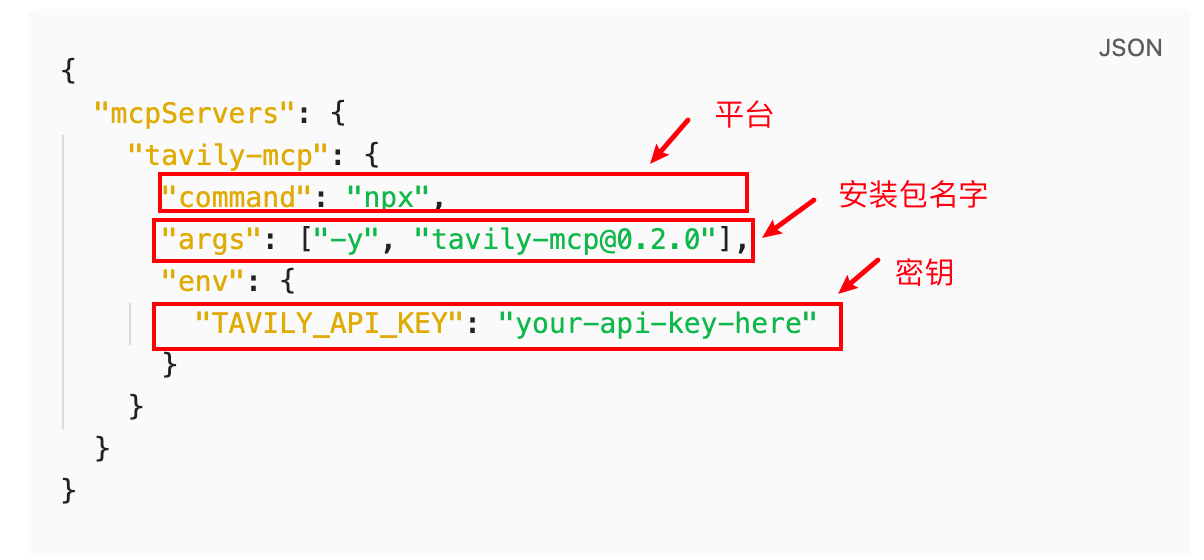 JSON
{
"mcpServers": {
平台
"tavily-mcp": {
"command": "npx",
安装包名字
"args": ["-y", "tavily-mcp@0.2.0"],
密钥
"env": {
"TAVILY_API_KEY": "your-api-key-here"
}
}
}
}